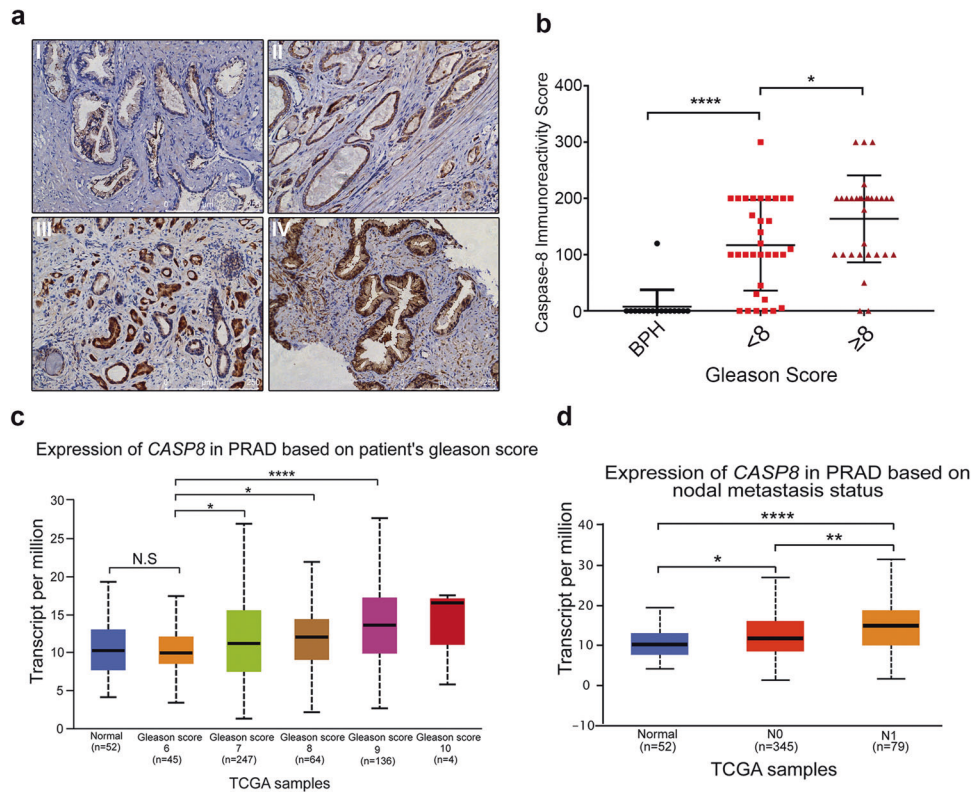 a
I
II
III
IV
b
Caspase-8 Immunoreactivity Score
400
300
200
100
0
****
*
BPH
<8
≥8
Gleason Score
c
Expression of CASP8 in PRAD based on patient's gleason score
Transcript per million
30
25
20
15
10
5
0
N.S
*
*
****
Normal
(n=52)
Gleason score
6
(n=45)
Gleason score
7
(n=247)
Gleason score
8
(n=64)
Gleason score
9
(n=136)
Gleason score
10
(n=4)
TCGA samples
d
Expression of CASP8 in PRAD based on
nodal metastasis status
Transcript per million
40
30
20
10
0
−10
****
*
**
Normal
(n=52)
N0
(n=345)
N1
(n=79)
TCGA samples